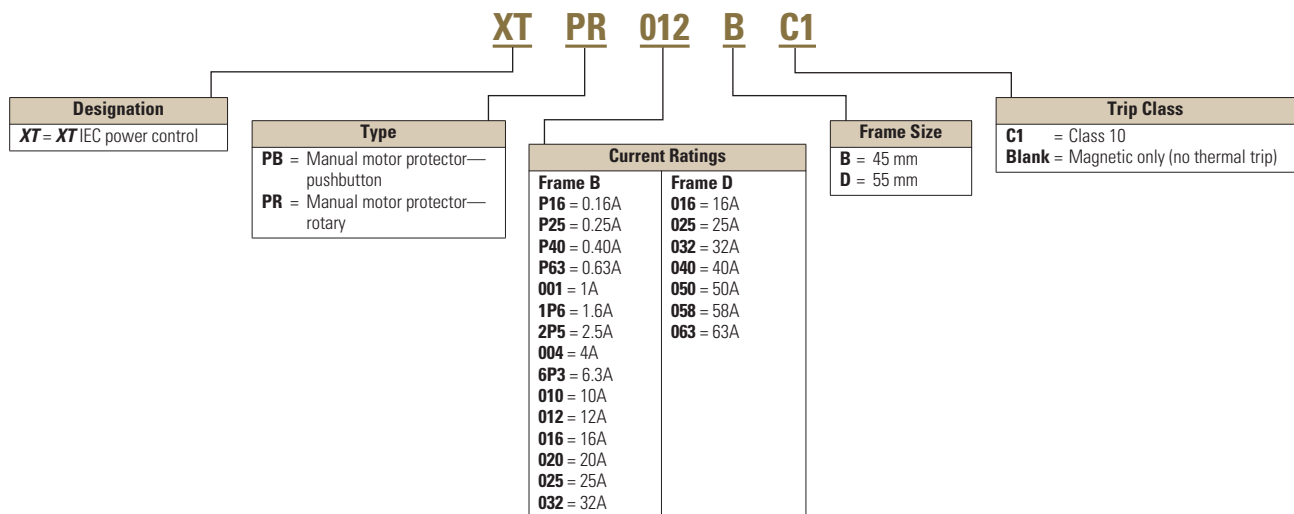 XT PR 012 B C1
Designation
XT = XT IEC power control
Type
PB = Manual motor protector—
pushbutton
PR = Manual motor protector—
rotary
Current Ratings
Frame B
P16 = 0.16A
P25 = 0.25A
P40 = 0.40A
P63 = 0.63A
001 = 1A
1P6 = 1.6A
2P5 = 2.5A
004 = 4A
6P3 = 6.3A
010 = 10A
012 = 12A
016 = 16A
020 = 20A
025 = 25A
032 = 32A
Frame D
016 = 16A
025 = 25A
032 = 32A
040 = 40A
050 = 50A
058 = 58A
063 = 63A
Frame Size
B = 45 mm
D = 55 mm
Trip Class
C1 = Class 10
Blank = Magnetic only (no thermal trip)